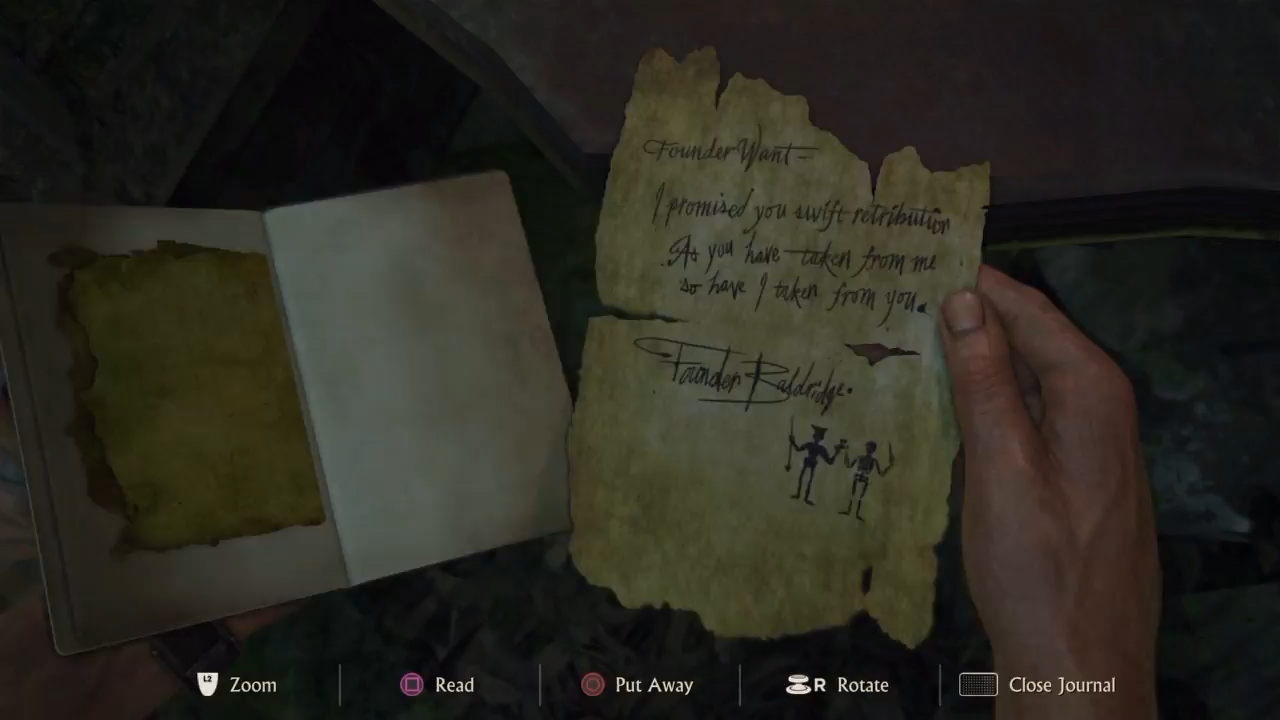 Founder Want -
I promised you swift retribution
As you have taken from me
so have I taken from you.
Founder Baldridge.
L2 Zoom
Read
Put Away
R Rotate
Close Journal